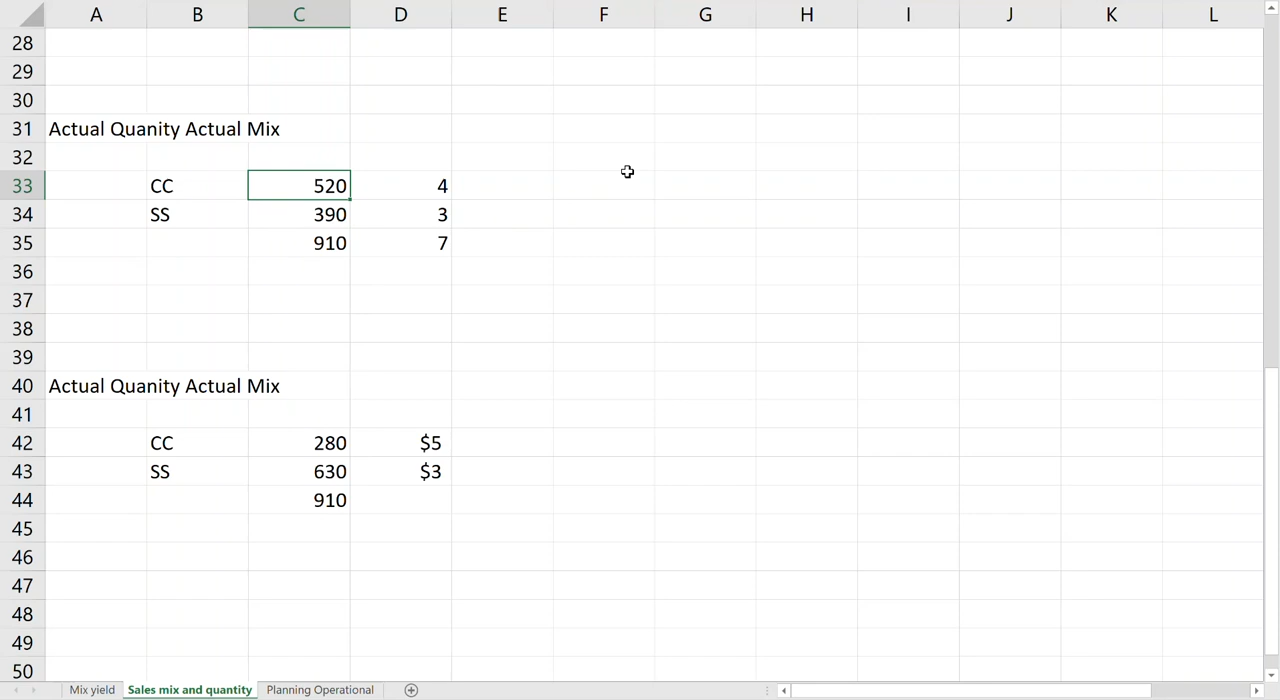 A B C D E F G H I J K L
28
29
30
31 Actual Quanity Actual Mix
32
33 CC 520 4
34 SS 390 3
35 910 7
36
37
38
39
40 Actual Quanity Actual Mix
41
42 CC 280 $5
43 SS 630 $3
44 910
45
46
47
48
49
50
Mix yield Sales mix and quantity Planning Operational